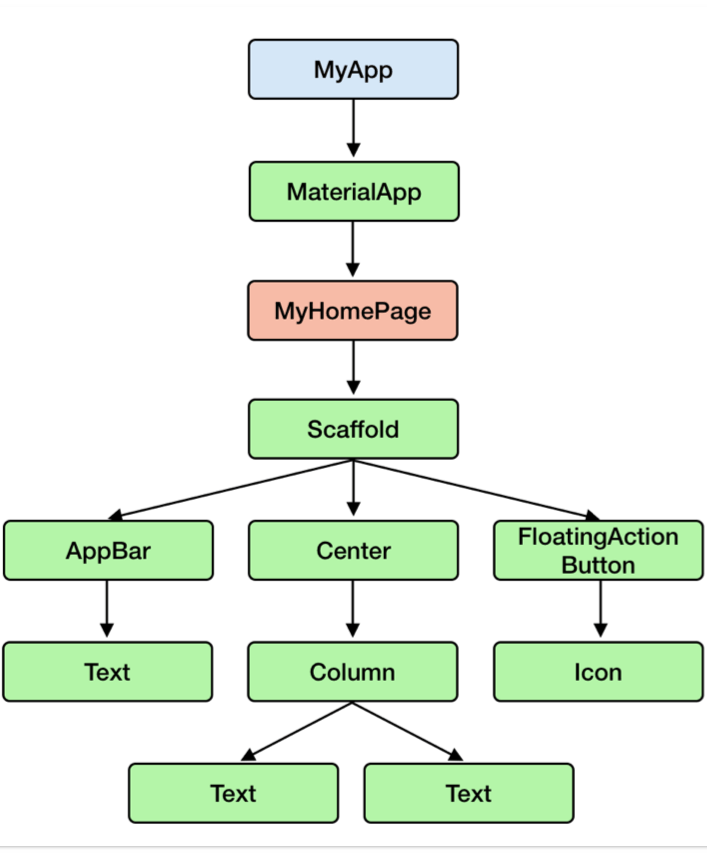 MyApp
MaterialApp
MyHomePage
Scaffold
AppBar
Center
FloatingAction
Button
Text
Column
Icon
Text
Text